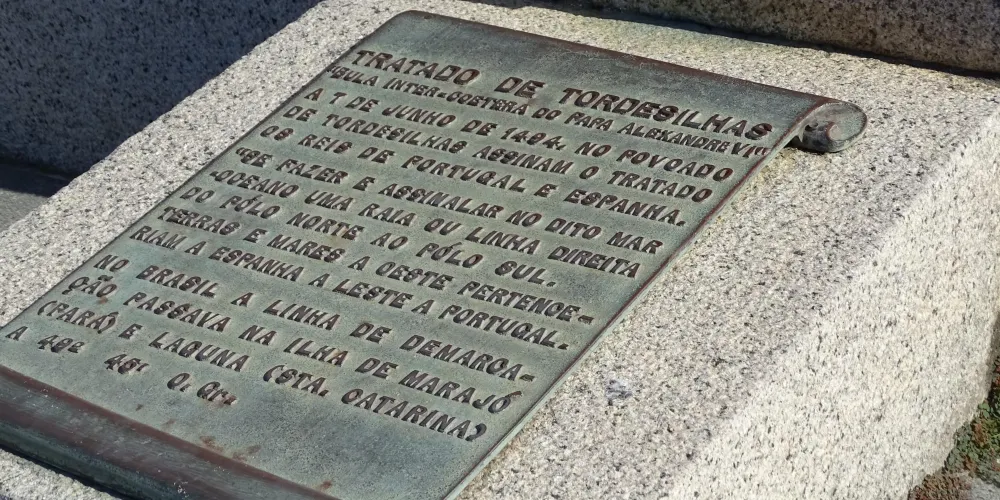 TRATADO DE TORDESILHAS
"BULA INTER-COETERA DO PAPA ALEXANDRE VI"
A 7 DE JUNHO DE 1494, NO POVOADO
DE TORDESILHAS ASSINAM O TRATADO
OS REIS DE PORTUGAL E ESPANHA.
"SE FAZER E ASSIMALAR NO DITO MAR
-OCEANO UMA RAIA OU LINHA DIREITA
DO PÓLO NORTE AO PÓLO SUL.
TERRAS E MARES A OESTE PERTENCE-
RIAM A ESPANHA A LESTE A PORTUGAL.
NO BRASIL A LINHA DE DEMARCA-
ÇÃO PASSAVA NA ILHA DE MARAJÓ
(PARÁ) E LAGUNA (STA. CATARINA)
A 48º 46' O. Gr"